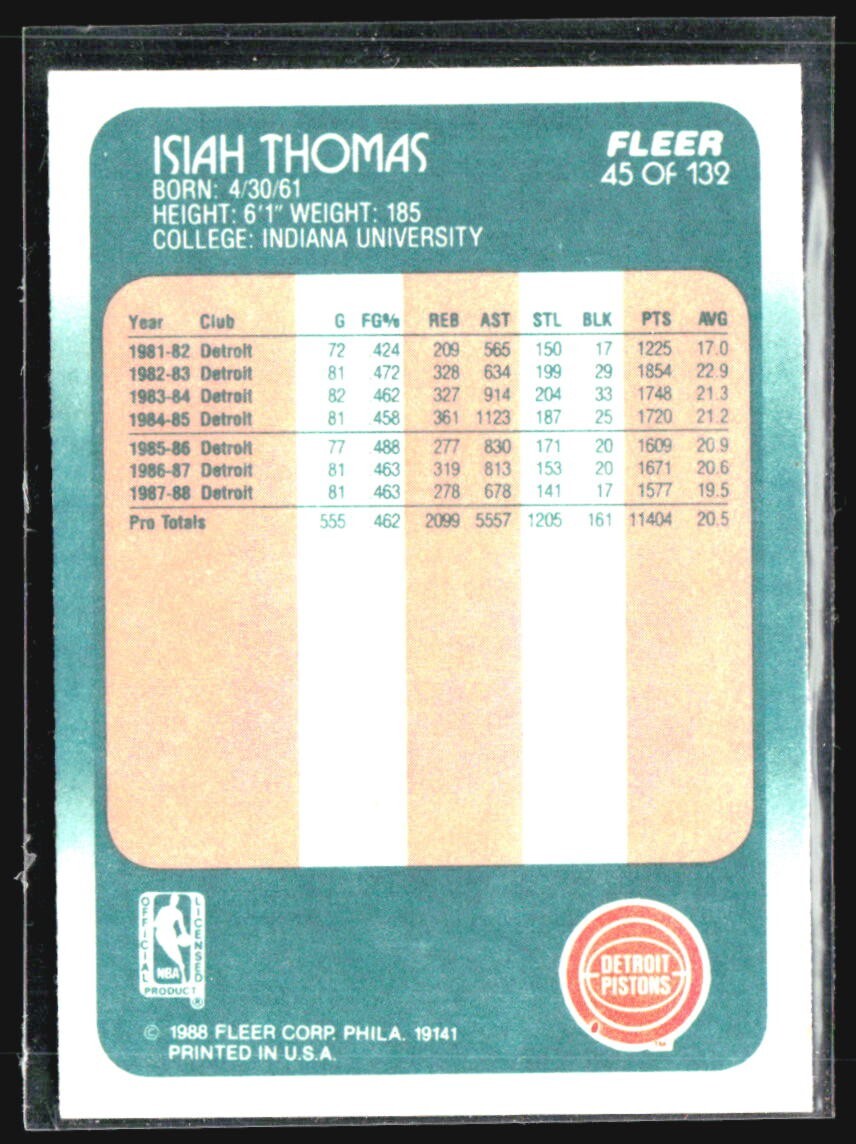 ISIAH THOMAS
FLEER
45 OF 132
BORN: 4/30/61
HEIGHT: 6'1" WEIGHT: 185
COLLEGE: INDIANA UNIVERSITY
Year Club G FG% REB AST STL BLK PTS AVG
1981-82 Detroit 72 .424 209 565 150 17 1225 17.0
1982-83 Detroit 81 .472 328 634 199 29 1854 22.9
1983-84 Detroit 82 .462 327 914 204 33 1748 21.3
1984-85 Detroit 81 .458 361 1123 187 25 1720 21.2
1985-86 Detroit 77 .488 277 830 171 20 1609 20.9
1986-87 Detroit 81 .463 319 813 153 20 1671 20.6
1987-88 Detroit 81 .463 278 678 141 17 1577 19.5
Pro Totals 555 .462 2099 5557 1205 161 11404 20.5
OFFICIAL
LICENSED
NBA
PRODUCT
®
DETROIT
PISTONS
TM
© 1988 FLEER CORP. PHILA. 19141
PRINTED IN U.S.A.